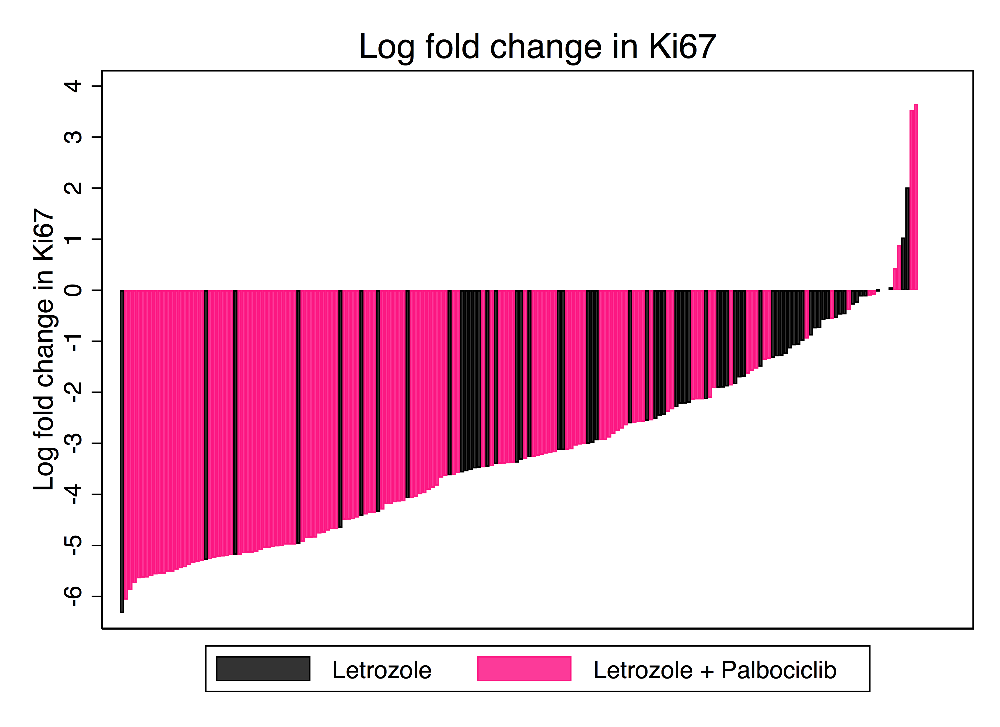 Log fold change in Ki67
Log fold change in Ki67
4
3
2
1
0
-1
-2
-3
-4
-5
-6
Letrozole
Letrozole + Palbociclib